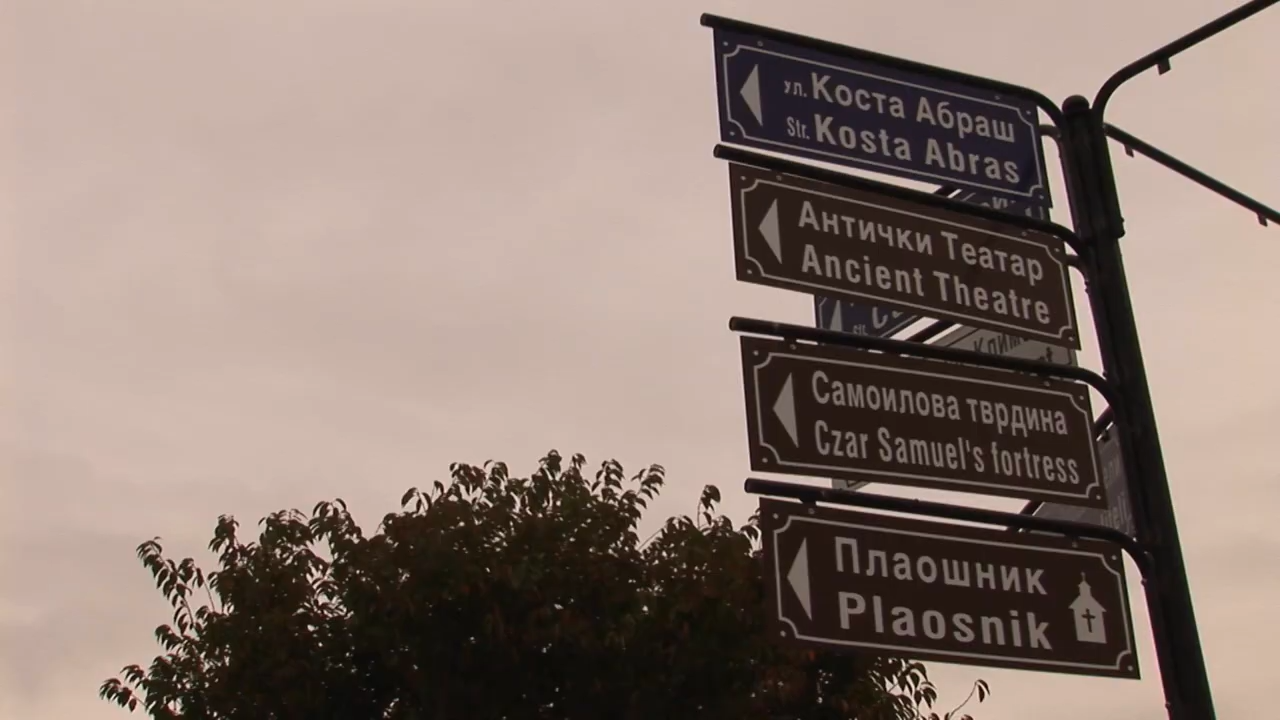 ул. Коста Абраш
Str. Kosta Abras
Антички Театар
Ancient Theatre
Самоилова тврдина
Czar Samuel's fortress
Плаошник
Plaosnik